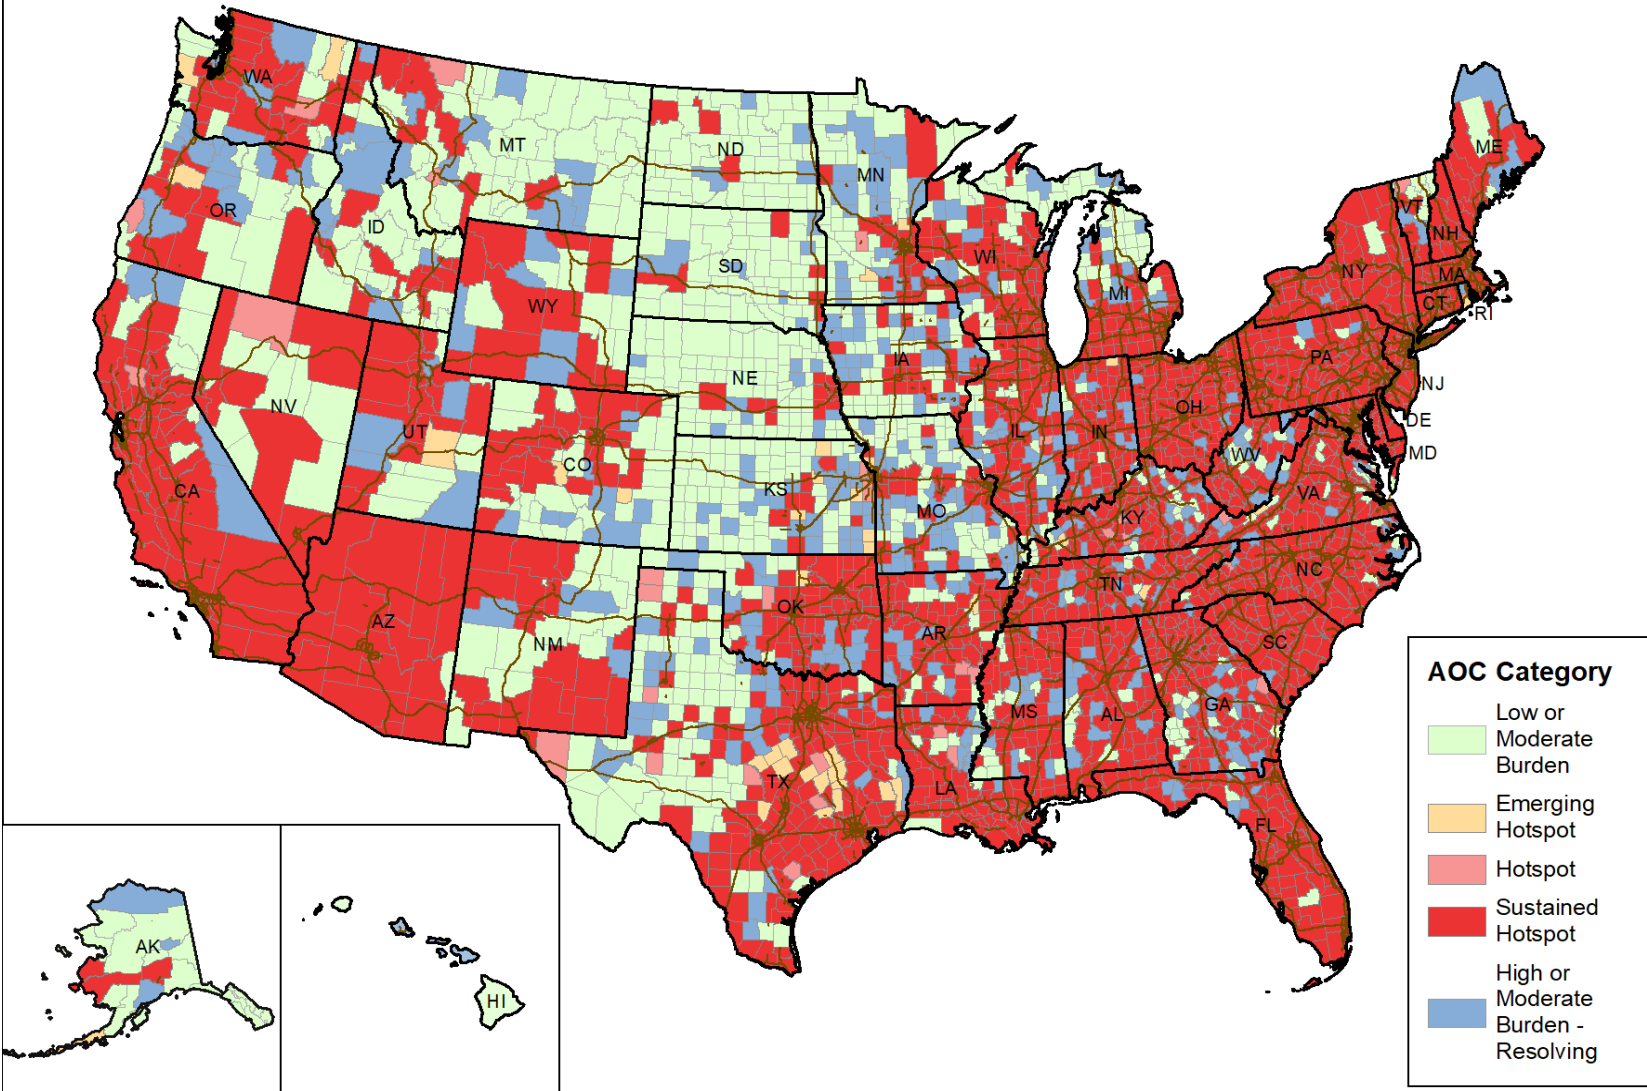 WA
MT
ND
MN
ME
OR
ID
SD
WI
MI
VT
NH
NY
MA
CT
RI
WY
NE
IA
PA
NJ
NV
UT
CO
KS
MO
IL
IN
OH
WV
DE
MD
CA
KY
VA
AZ
NM
OK
AR
TN
NC
SC
MS
AL
GA
TX
LA
FL
AK
HI
AOC Category
Low or
Moderate
Burden
Emerging
Hotspot
Hotspot
Sustained
Hotspot
High or
Moderate
Burden -
Resolving